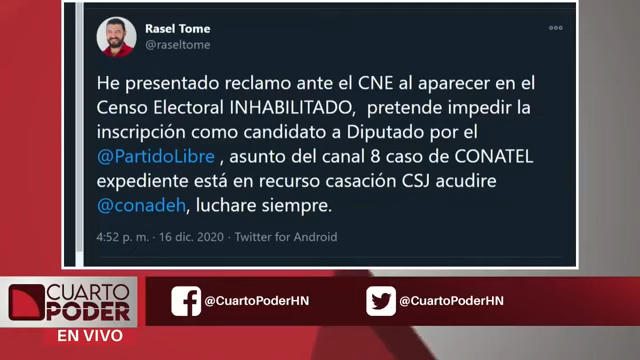 Rasel Tome
@raseltome
He presentado reclamo ante el CNE al aparecer en el
Censo Electoral INHABILITADO, pretende impedir la
inscripción como candidato a Diputado por el
@PartidoLibre , asunto del canal 8 caso de CONATEL
expediente está en recurso casación CSJ acudire
@conadeh, luchare siempre.
4:52 p. m. · 16 dic. 2020 · Twitter for Android
CUARTO
PODER
EN VIVO
@CuartoPoderHN
@CuartoPoderHN